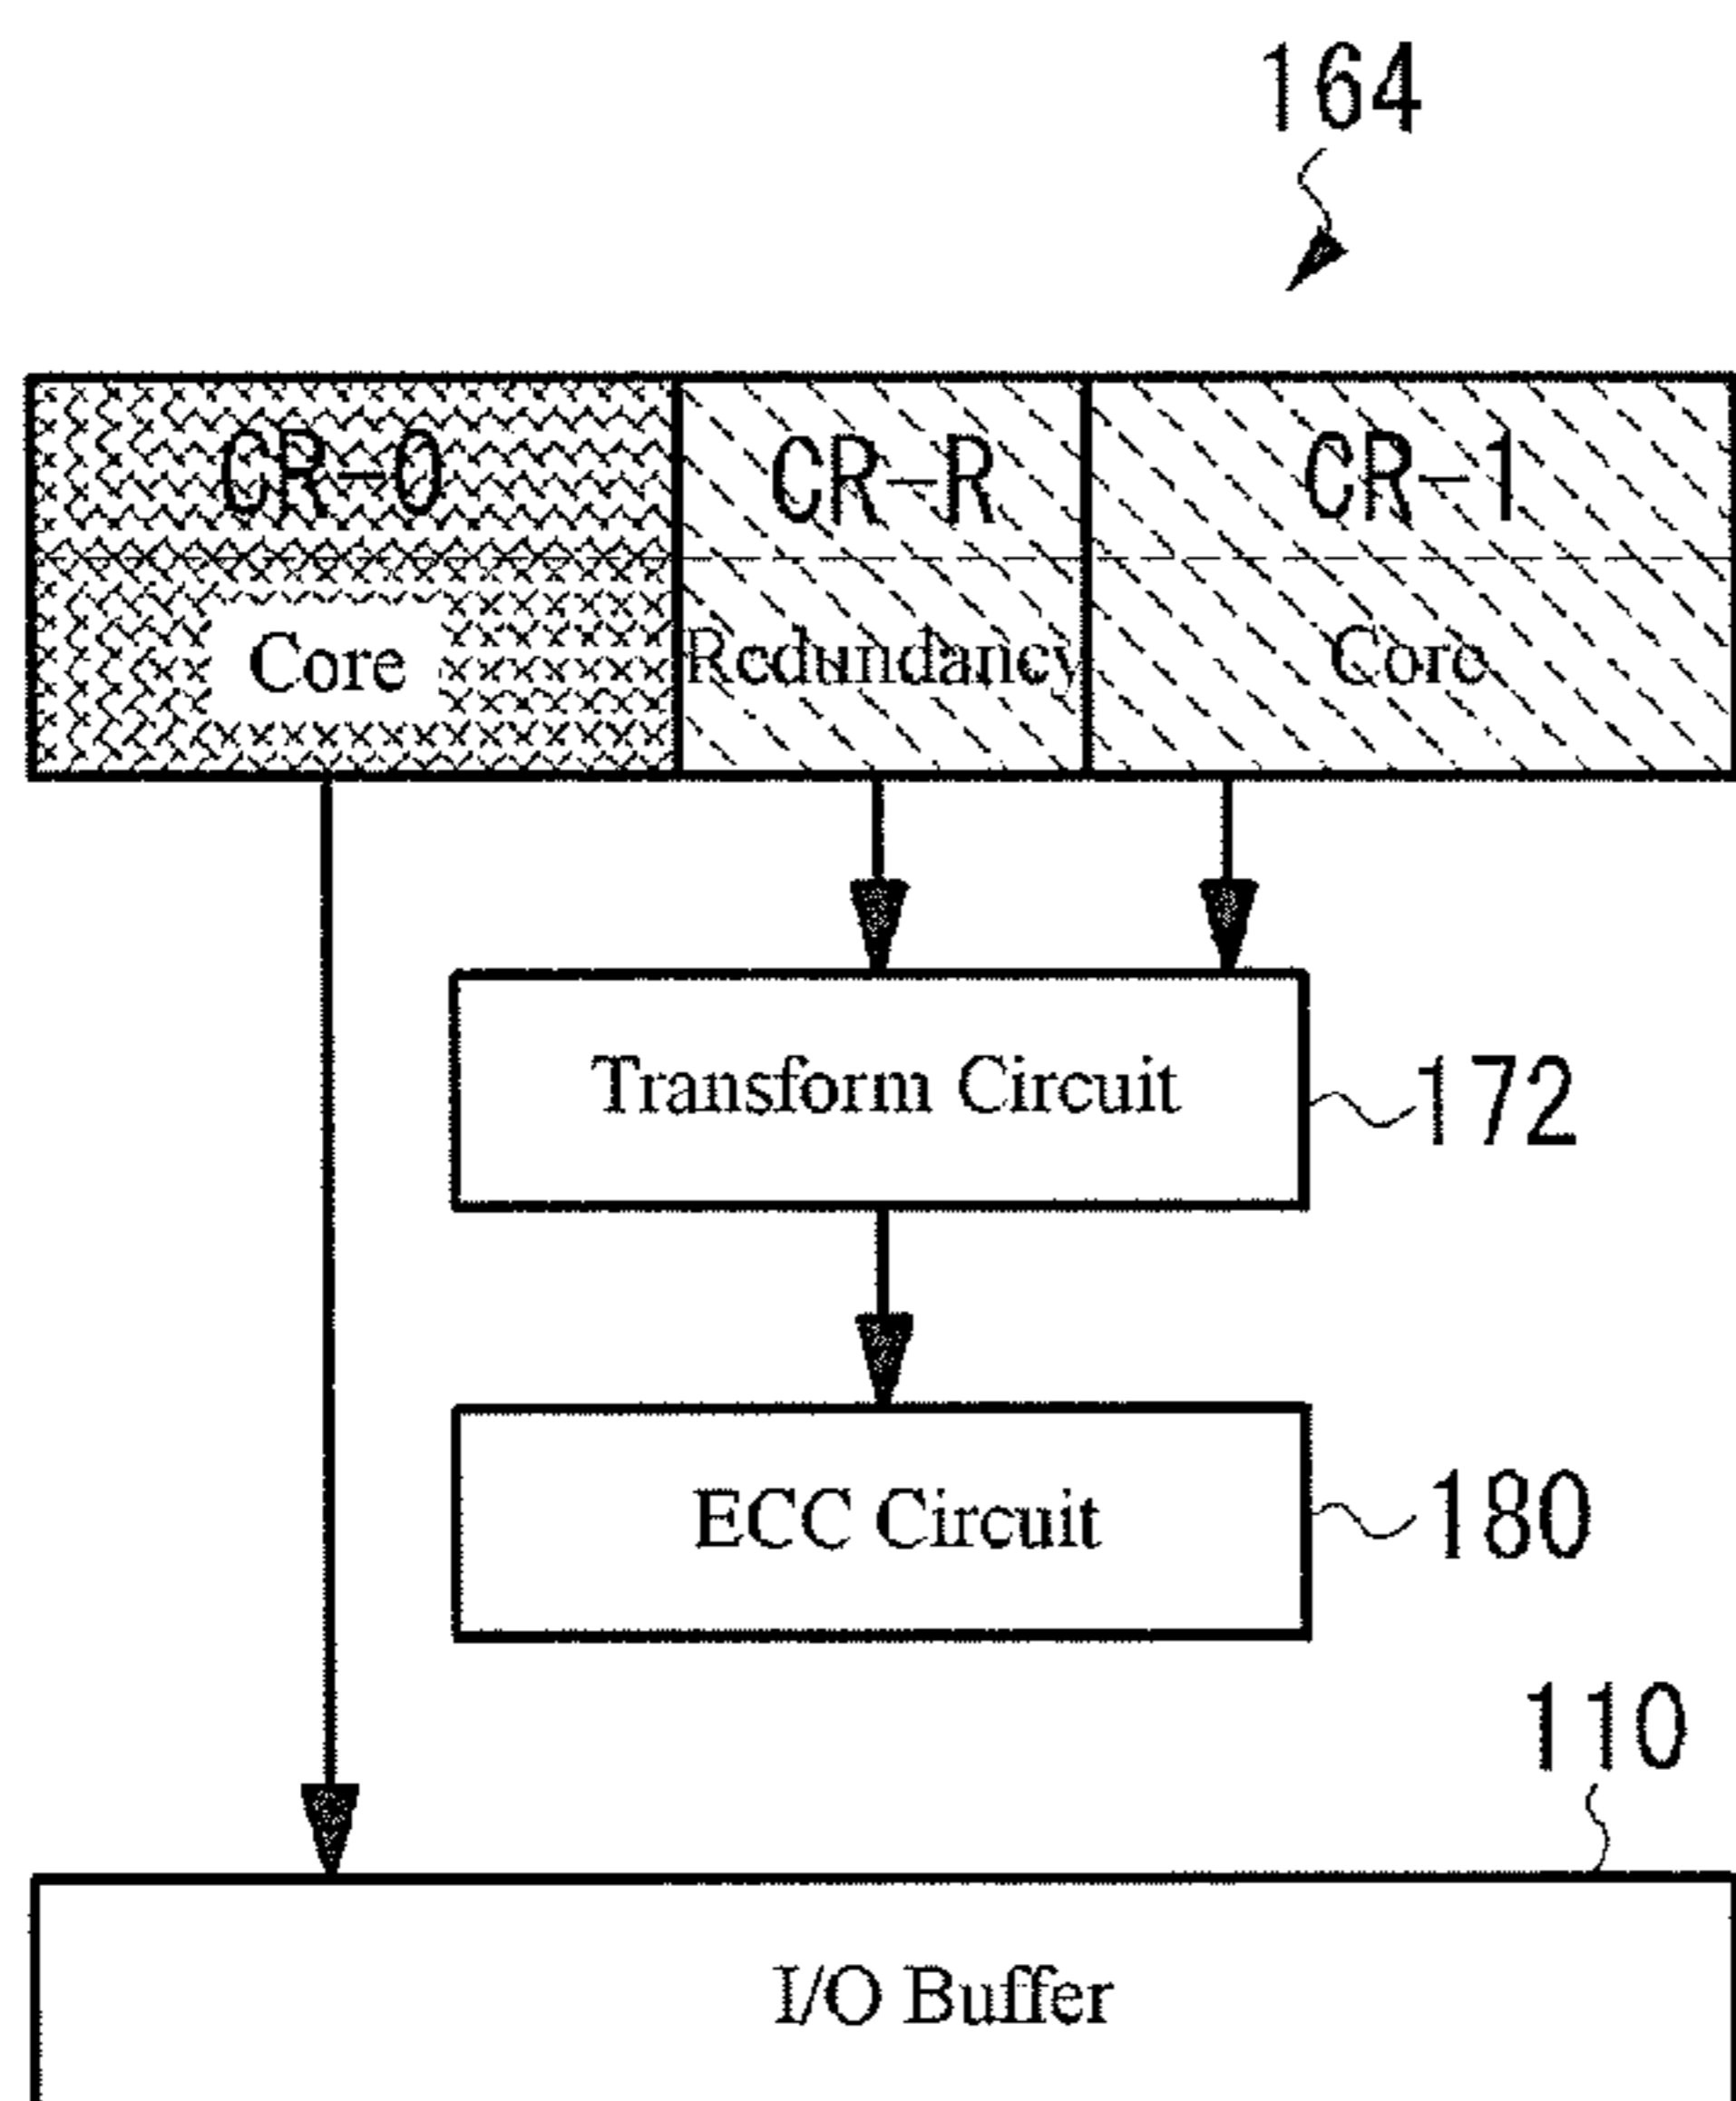 164
CR-0 CR-R CR-1
Core Redundancy Core
Transform Circuit
172
ECC Circuit
180
110
I/O Buffer